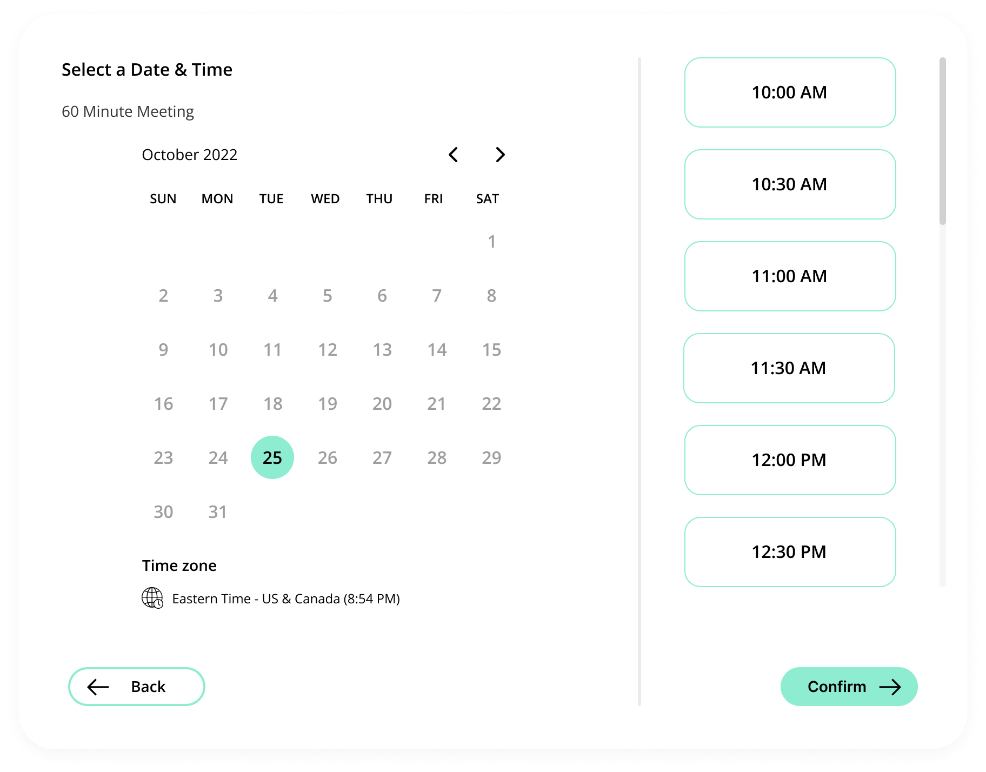 Select a Date & Time
60 Minute Meeting
October 2022
SUN MON TUE WED THU FRI SAT
1
2 3 4 5 6 7 8
9 10 11 12 13 14 15
16 17 18 19 20 21 22
23 24 25 26 27 28 29
30 31
Time zone
Eastern Time - US & Canada (8:54 PM)
Back
10:00 AM
10:30 AM
11:00 AM
11:30 AM
12:00 PM
12:30 PM
Confirm